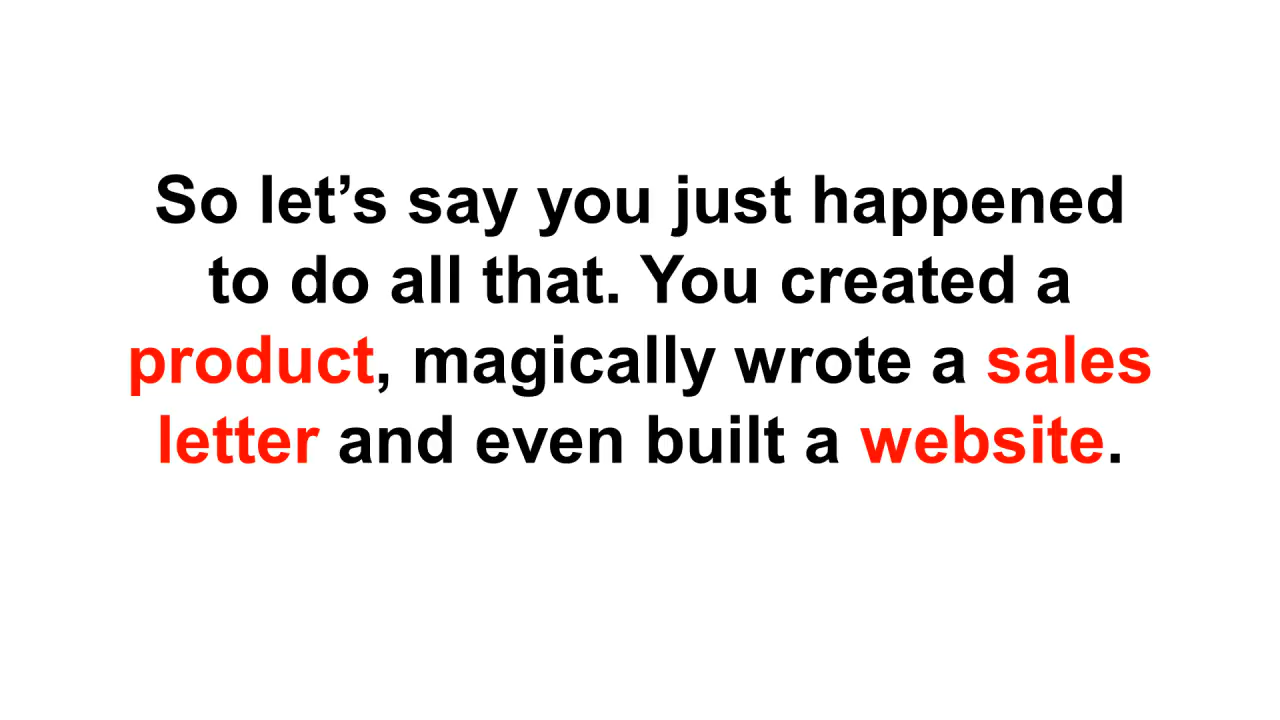 So let’s say you just happened
to do all that. You created a
product, magically wrote a sales
letter and even built a website.